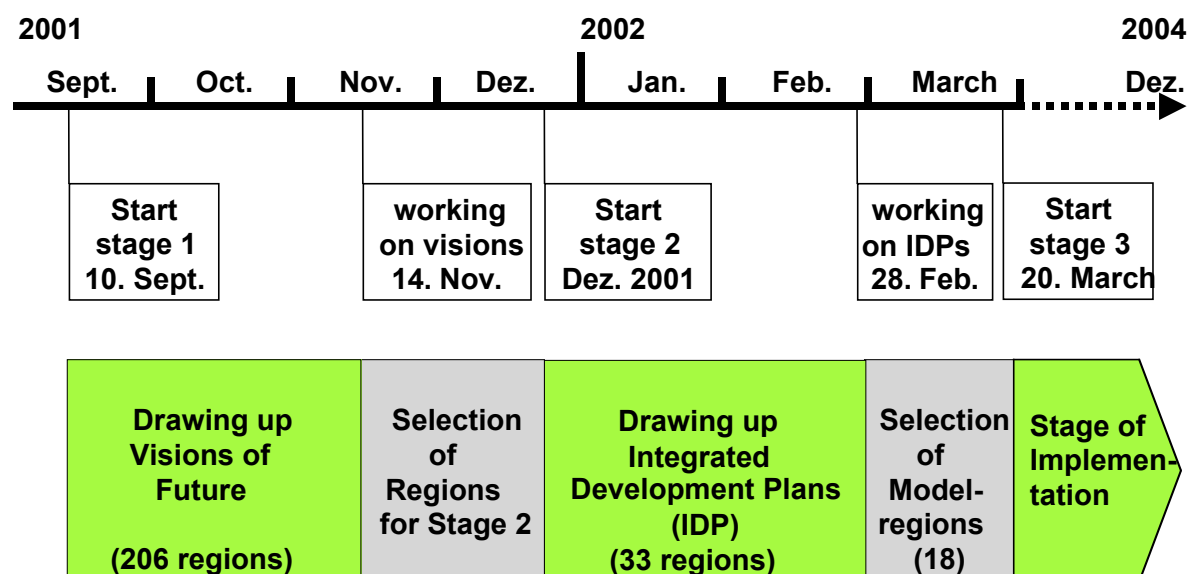 2001 2002 2004
Sept. Oct. Nov. Dez. Jan. Feb. March Dez.
Start
stage 1
10. Sept.
working
on visions
14. Nov.
Start
stage 2
Dez. 2001
working
on IDPs
28. Feb.
Start
stage 3
20. March
Drawing up
Visions of
Future
(206 regions)
Selection
of
Regions
for Stage 2
Drawing up
Integrated
Development Plans
(IDP)
(33 regions)
Selection
of
Model-
regions
(18)
Stage of
Implemen-
tation